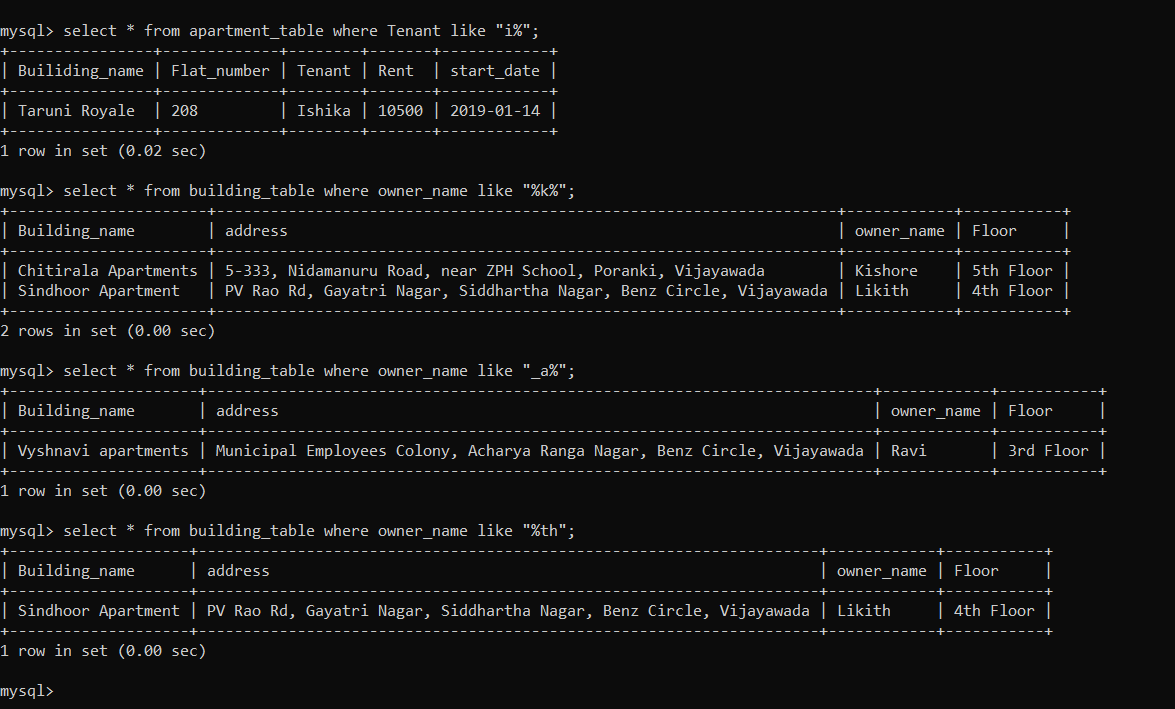 mysql> select * from apartment_table where Tenant like "i%";
+----------------+-------------+--------+-------+------------+
| Builiding_name | Flat_number | Tenant | Rent  | start_date |
+----------------+-------------+--------+-------+------------+
| Taruni Royale  | 208         | Ishika | 10500 | 2019-01-14 |
+----------------+-------------+--------+-------+------------+
1 row in set (0.02 sec)
mysql> select * from building_table where owner_name like "%k%";
+----------------------+---------------------------------------------------------------------+------------+-----------+
| Building_name        | address                                                             | owner_name | Floor     |
+----------------------+---------------------------------------------------------------------+------------+-----------+
| Chitirala Apartments | 5-333, Nidamanuru Road, near ZPH School, Poranki, Vijayawada        | Kishore    | 5th Floor |
| Sindhoor Apartment   | PV Rao Rd, Gayatri Nagar, Siddhartha Nagar, Benz Circle, Vijayawada | Likith     | 4th Floor |
+----------------------+---------------------------------------------------------------------+------------+-----------+
2 rows in set (0.00 sec)
mysql> select * from building_table where owner_name like "_a%";
+---------------------+--------------------------------------------------------------------------+------------+-----------+
| Building_name       | address                                                                  | owner_name | Floor     |
+---------------------+--------------------------------------------------------------------------+------------+-----------+
| Vyshnavi apartments | Municipal Employees Colony, Acharya Ranga Nagar, Benz Circle, Vijayawada | Ravi       | 3rd Floor |
+---------------------+--------------------------------------------------------------------------+------------+-----------+
1 row in set (0.00 sec)
mysql> select * from building_table where owner_name like "%th";
+--------------------+---------------------------------------------------------------------+------------+-----------+
| Building_name      | address                                                             | owner_name | Floor     |
+--------------------+---------------------------------------------------------------------+------------+-----------+
| Sindhoor Apartment | PV Rao Rd, Gayatri Nagar, Siddhartha Nagar, Benz Circle, Vijayawada | Likith     | 4th Floor |
+--------------------+---------------------------------------------------------------------+------------+-----------+
1 row in set (0.00 sec)
mysql>